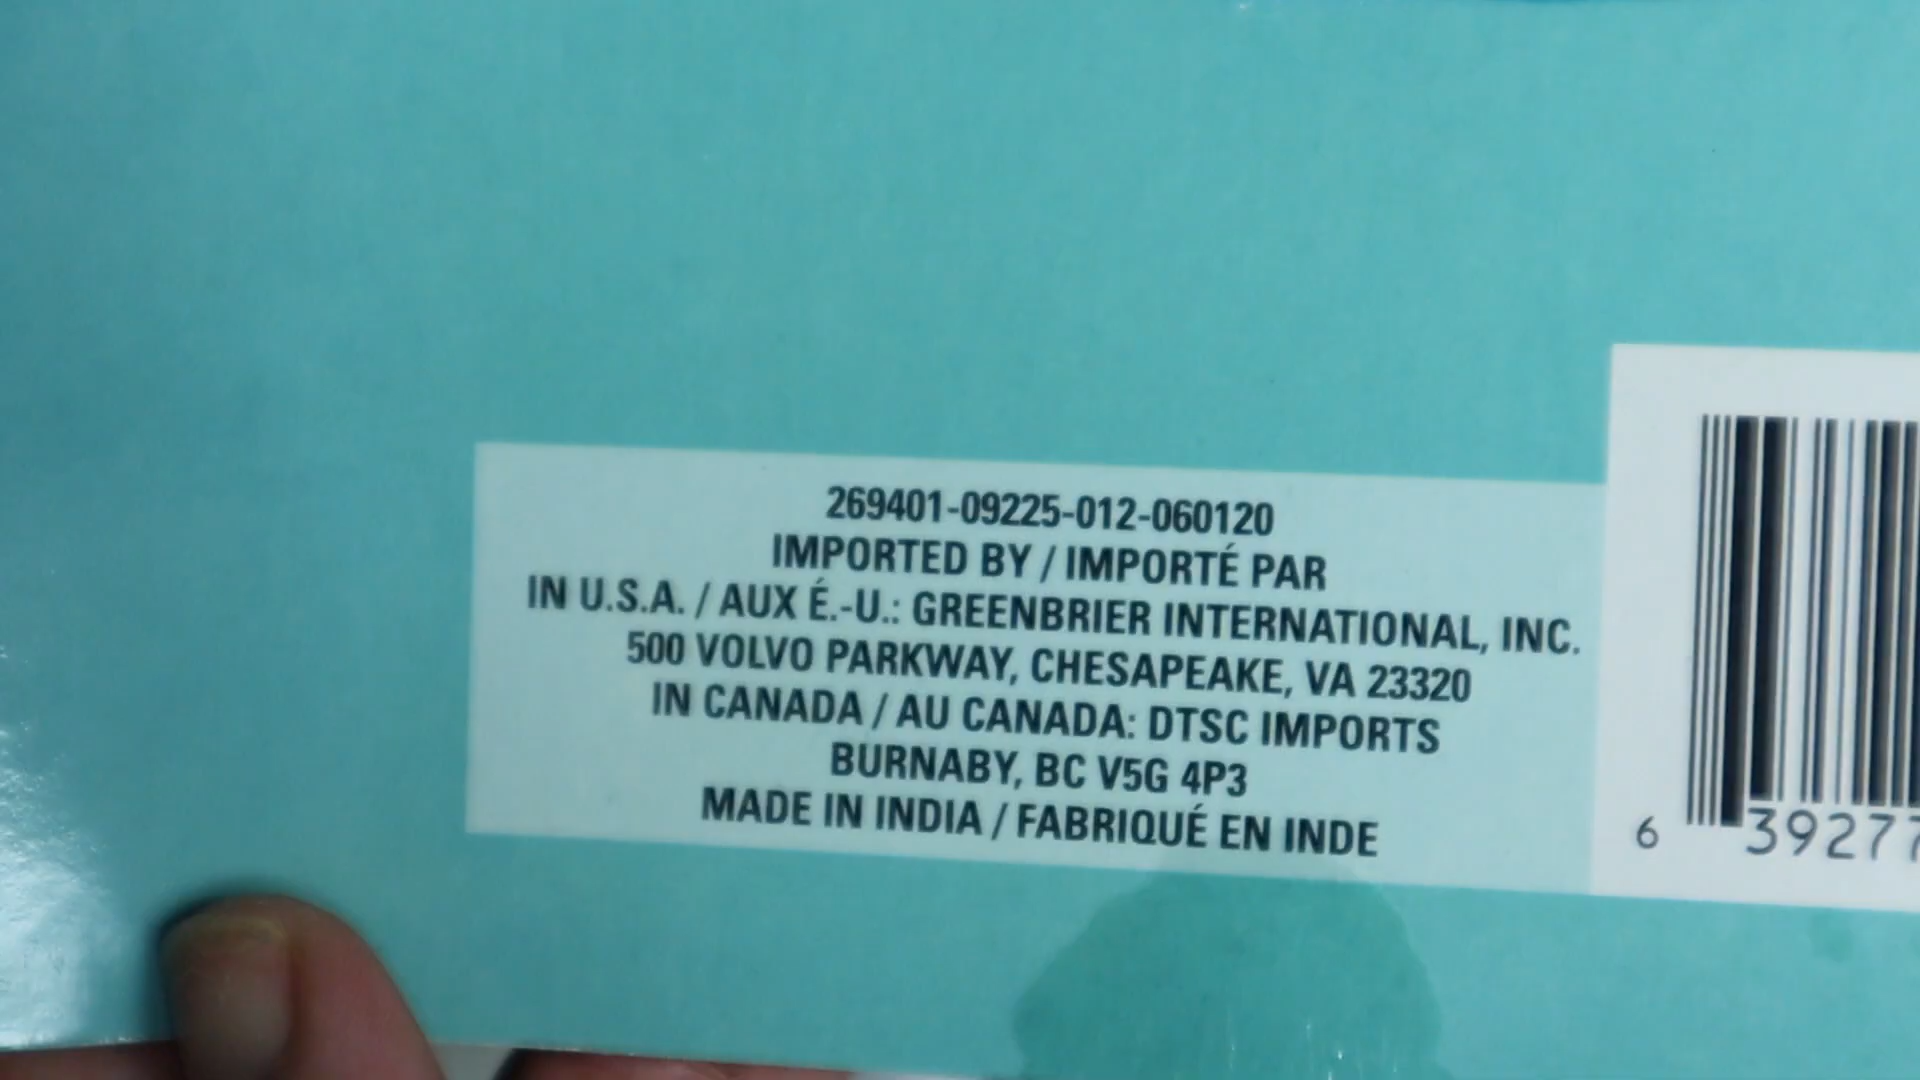 269401-09225-012-060120
IMPORTED BY / IMPORTÉ PAR
IN U.S.A. / AUX É.-U.: GREENBRIER INTERNATIONAL, INC.
500 VOLVO PARKWAY, CHESAPEAKE, VA 23320
IN CANADA / AU CANADA: DTSC IMPORTS
BURNABY, BC V5G 4P3
MADE IN INDIA / FABRIQUÉ EN INDE
6 39277